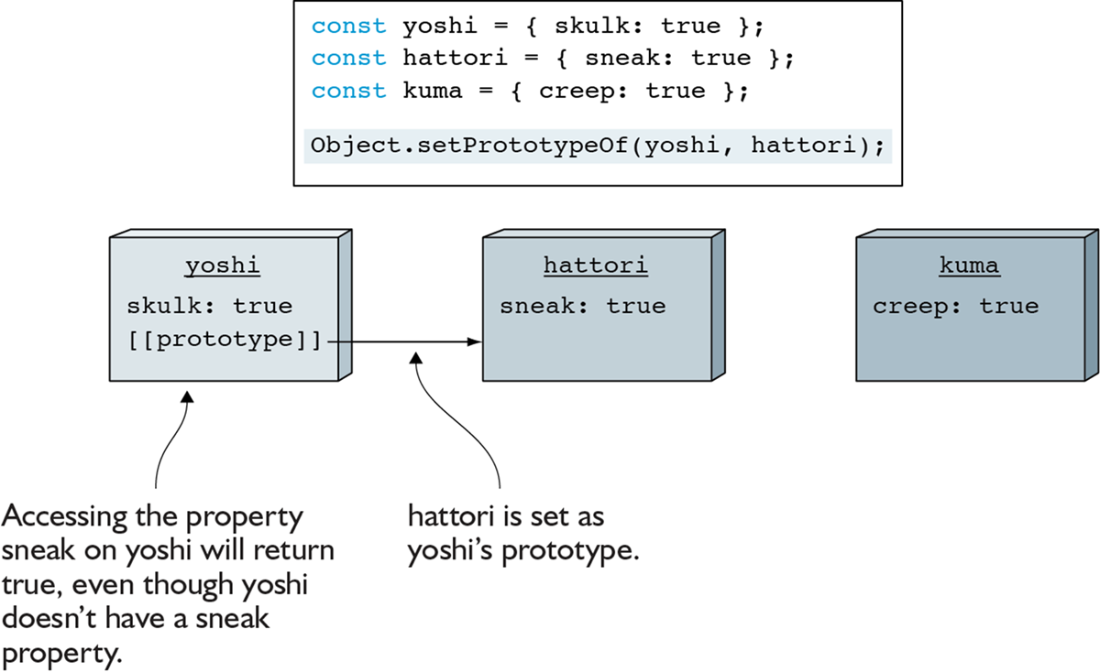 const yoshi = { skulk: true };
const hattori = { sneak: true };
const kuma = { creep: true };
Object.setPrototypeOf(yoshi, hattori);
yoshi
skulk: true
[[prototype]]
hattori
sneak: true
kuma
creep: true
Accessing the property
sneak on yoshi will return
true, even though yoshi
doesn’t have a sneak
property.
hattori is set as
yoshi’s prototype.